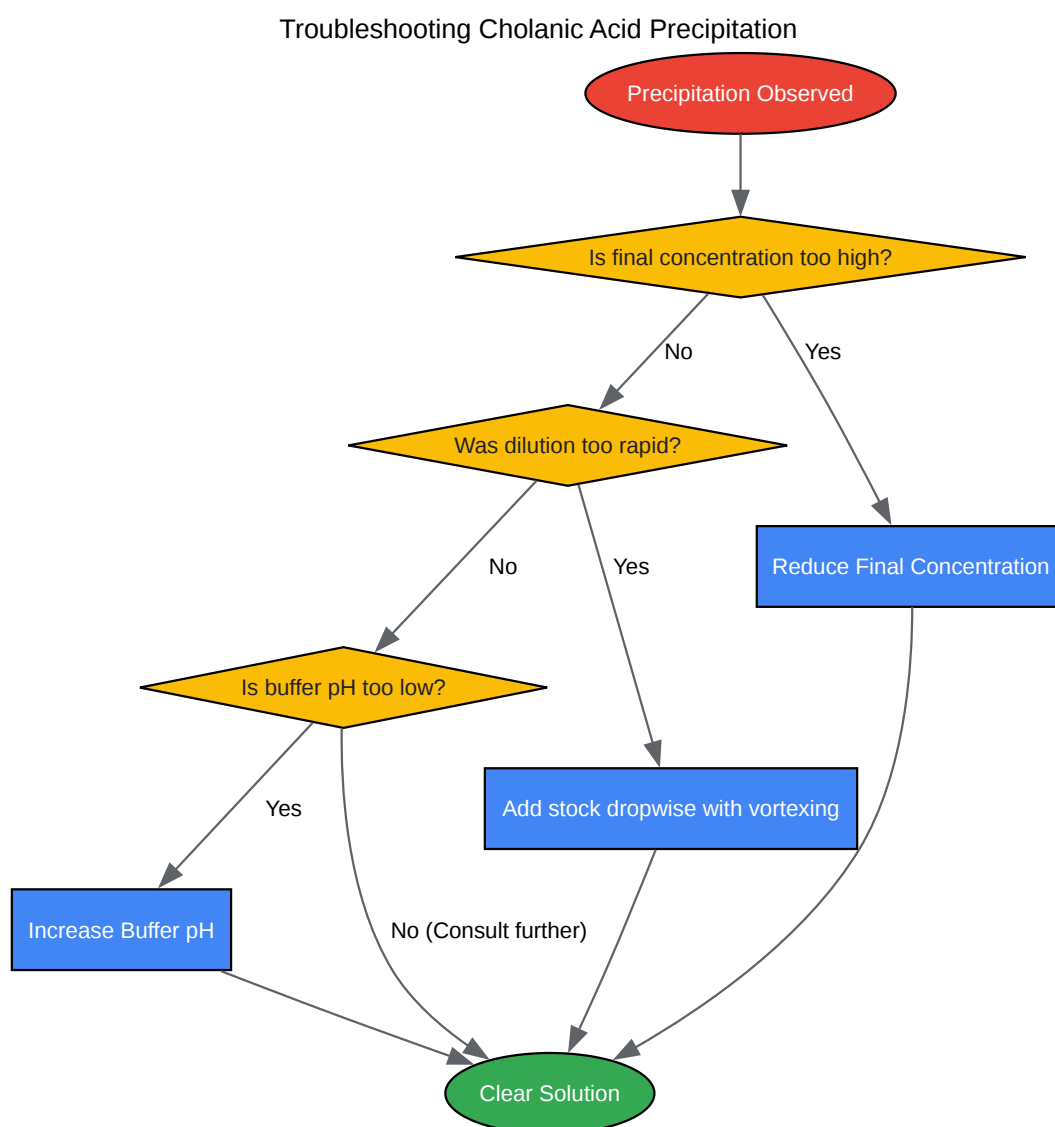 Troubleshooting Cholanic Acid Precipitation
Precipitation Observed
Is final concentration too high?
No
Yes
Was dilution too rapid?
Reduce Final Concentration
No
Yes
Is buffer pH too low?
Add stock dropwise with vortexing
Yes
Increase Buffer pH
No (Consult further)
Clear Solution